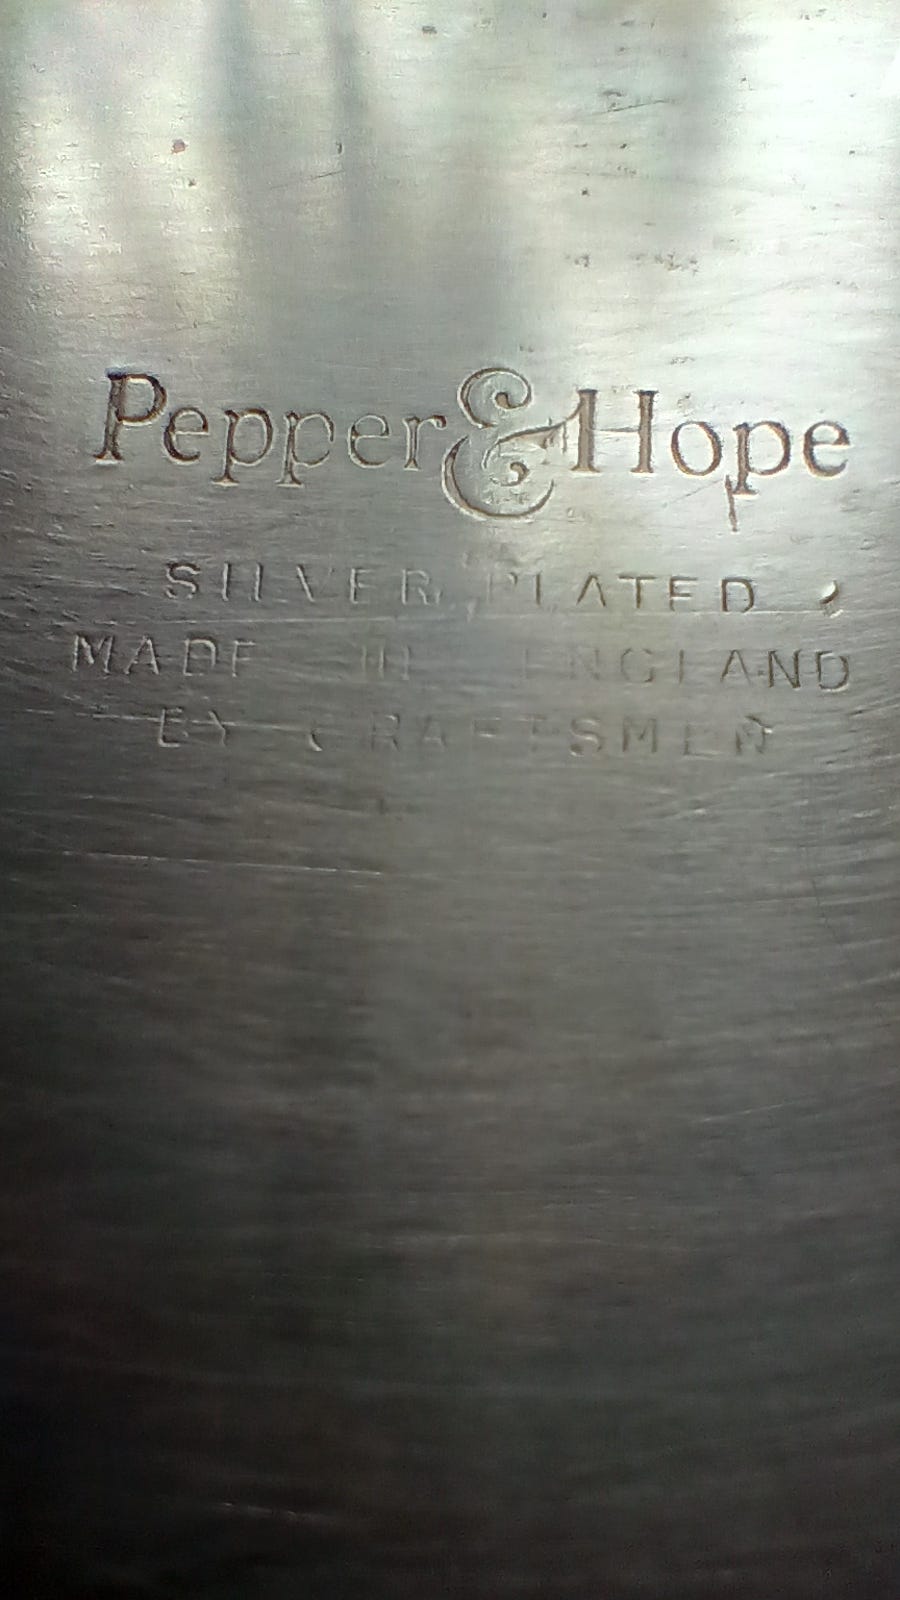 Pepper & Hope
SILVER PLATED
MADE IN ENGLAND
BY CRAFTSMEN